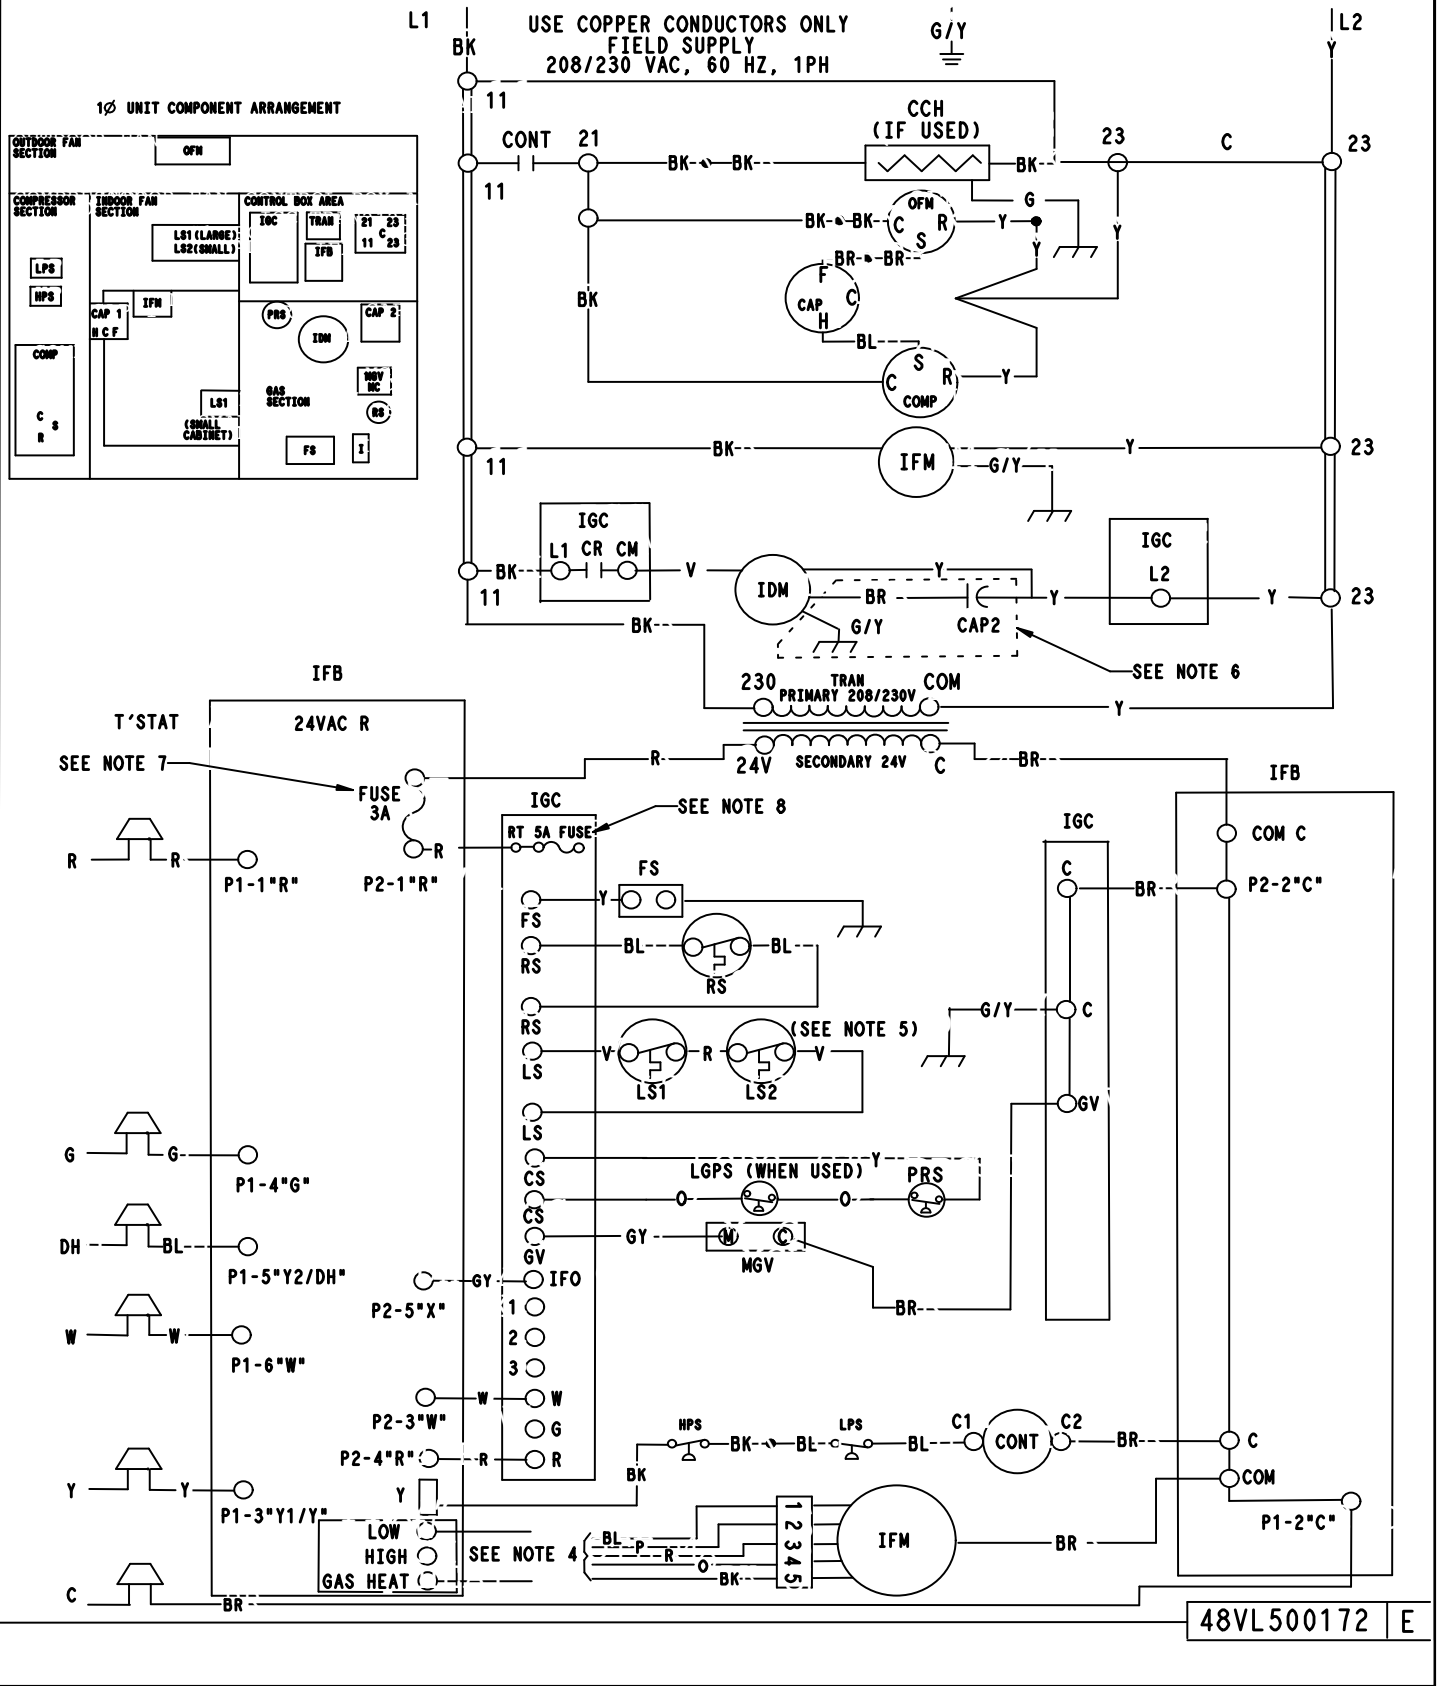 L1
USE COPPER CONDUCTORS ONLY
FIELD SUPPLY
208/230 VAC, 60 HZ, 1PH
G/Y
L2
BK
Y
11
1Ø UNIT COMPONENT ARRANGEMENT
OUTDOOR FAN
SECTION
OFM
COMPRESSOR
SECTION
INDOOR FAN
SECTION
CONTROL BOX AREA
LS1(LARGE)
LS2(SMALL)
IGC
TRAN
IFB
21 23
C
11 23
LPS
HPS
CAP 1
H C F
IFM
PRS
IDM
CAP 2
COMP
C
S
R
LS1
(SMALL
CABINET)
GAS
SECTION
MGV
NC
RS
FS
I
CONT
21
BK
BK
CCH
(IF USED)
BK
23
C
23
11
G
BK
BK
OFM
C
R
S
Y
Y
Y
BR
BR
F
CAP
C
H
BK
BL
S
C
R
COMP
Y
11
BK
IFM
Y
23
G/Y
IGC
L1 CR CM
BK
V
IDM
Y
BR
CAP2
G/Y
Y
IGC
L2
Y
23
11
BK
SEE NOTE 6
230
TRAN
PRIMARY 208/230V
COM
Y
24V
SECONDARY 24V
C
R
BR
IFB
T'STAT
24VAC R
SEE NOTE 7
FUSE
3A
R
P2-1"R"
IGC
RT 5A FUSE
SEE NOTE 8
IFB
IGC
COM C
C
BR
P2-2"C"
R
R
P1-1"R"
FS
Y
FS
RS
BL
RS
BL
RS
G/Y
C
LS
V
LS1
R
LS2
V
(SEE NOTE 5)
LS
GV
CS
Y
LGPS (WHEN USED)
PRS
CS
O
O
GV
GY
M
C
MGV
BR
G
G
P1-4"G"
DH
BL
P1-5"Y2/DH"
P2-5"X"
GY
IFO
1
2
3
W
W
P1-6"W"
P2-3"W"
W
W
G
P2-4"R"
R
R
HPS
LPS
BK
BL
BL
C1
CONT
C2
BR
C
BK
COM
Y
Y
P1-3"Y1/Y"
Y
P1-2"C"
LOW
HIGH
GAS HEAT
SEE NOTE 4
BL
P
R
O
BK
1
2
3
4
5
IFM
BR
C
BR
48VL500172
E